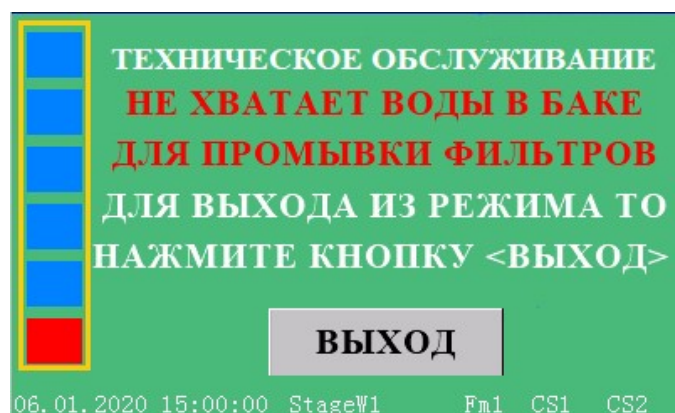 ТЕХНИЧЕСКОЕ ОБСЛУЖИВАНИЕ
НЕ ХВАТАЕТ ВОДЫ В БАКЕ
ДЛЯ ПРОМЫВКИ ФИЛЬТРОВ
ДЛЯ ВЫХОДА ИЗ РЕЖИМА ТО
НАЖМИТЕ КНОПКУ <ВЫХОД>
ВЫХОД
06.01.2020 15:00:00 StageW1 Fm1 CS1 CS2